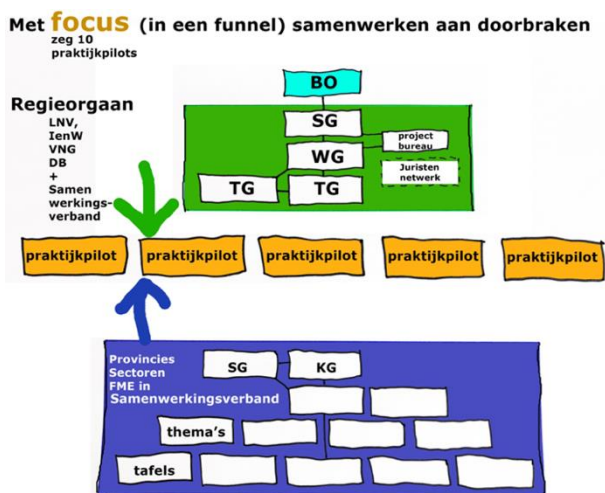 Met focus (in een funnel) samenwerken aan doorbraken
zeg 10
praktijkpilots
Regieorgaan
LNV,
IenW
VNG
DB
+
Samen
werkings-
verband
BO
SG
WG
TG
TG
project
bureau
Juristen
netwerk
praktijkpilot
praktijkpilot
praktijkpilot
praktijkpilot
praktijkpilot
Provincies
Sectoren
FME in
Samenwerkingsverband
SG
KG
thema's
tafels